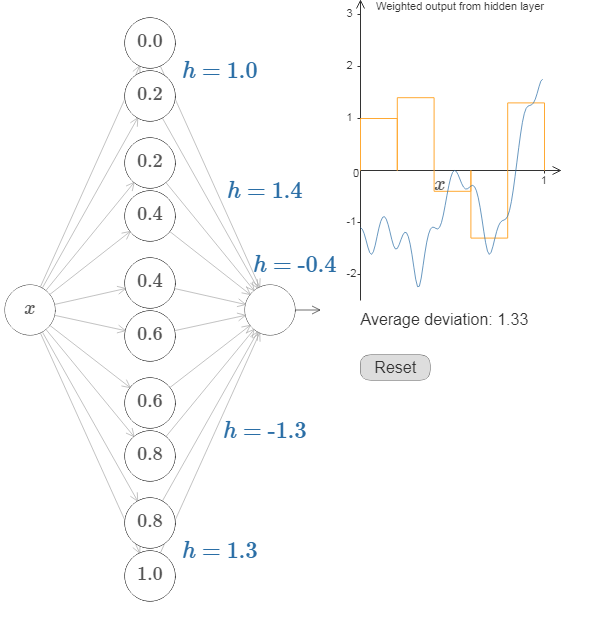 Weighted output from hidden layer
3
2
1
0
-1
-2
x
1
0.0
h = 1.0
0.2
0.2
h = 1.4
0.4
h = -0.4
0.4
x
0.6
0.6
h = -1.3
0.8
0.8
h = 1.3
1.0
Average deviation: 1.33
Reset